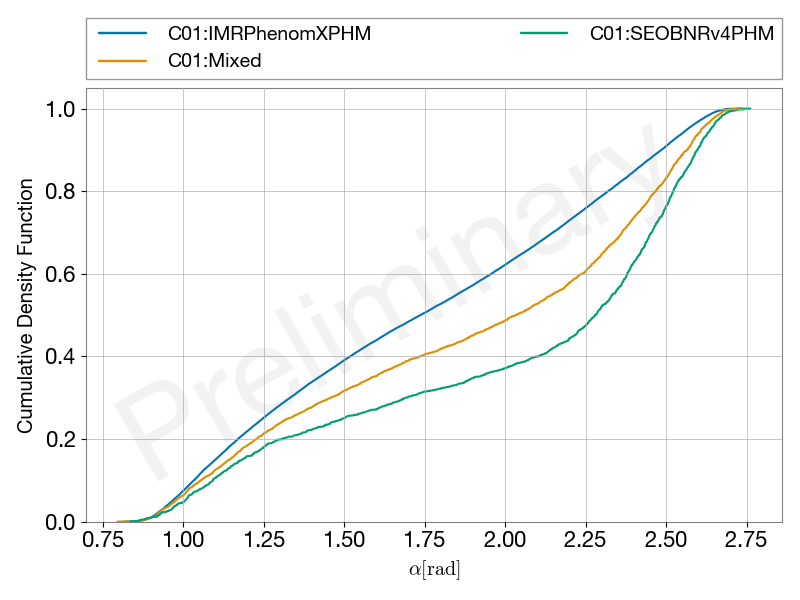 C01:IMRPhenomXPHM
C01:Mixed
C01:SEOBNRv4PHM
Preliminary
Cumulative Density Function
1.0
0.8
0.6
0.4
0.2
0.0
0.75 1.00 1.25 1.50 1.75 2.00 2.25 2.50 2.75
α[rad]